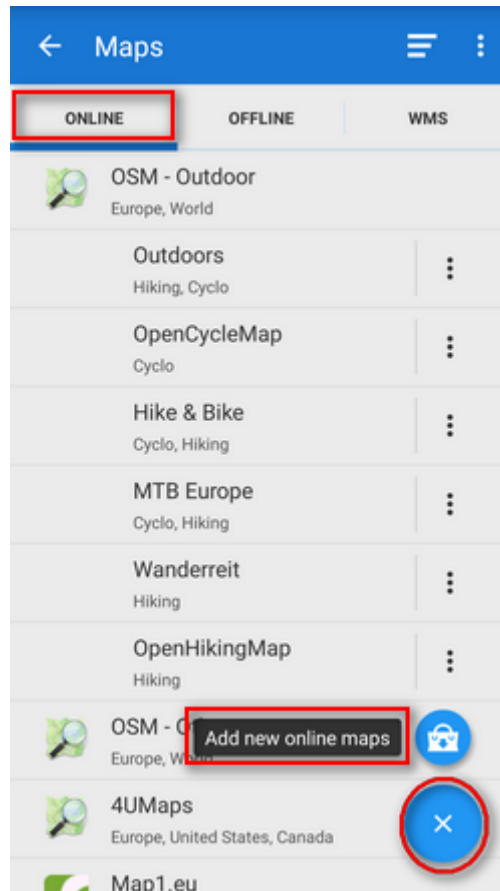 Maps
ONLINE OFFLINE WMS
OSM - Outdoor
Europe, World
Outdoors
Hiking, Cyclo
OpenCycleMap
Cyclo
Hike & Bike
Cyclo, Hiking
MTB Europe
Cyclo, Hiking
Wanderreit
Hiking
OpenHikingMap
Hiking
OSM -
Add new online maps
Europe,
4UMaps
Europe, United States, Canada
Map1.eu